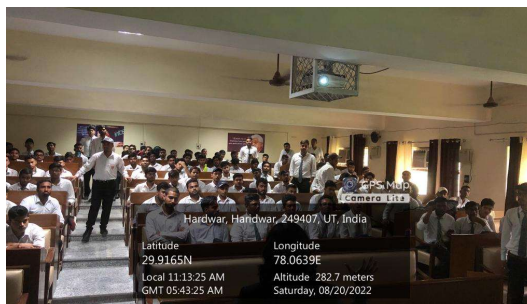 GPS Map
Camera Lite
Hardwar, Haridwar, 249407, UT, India
Latitude
29.9165N
Longitude
78.0639E
Local 11:13:25 AM
GMT 05:43:25 AM
Altitude 282.7 meters
Saturday, 08/20/2022